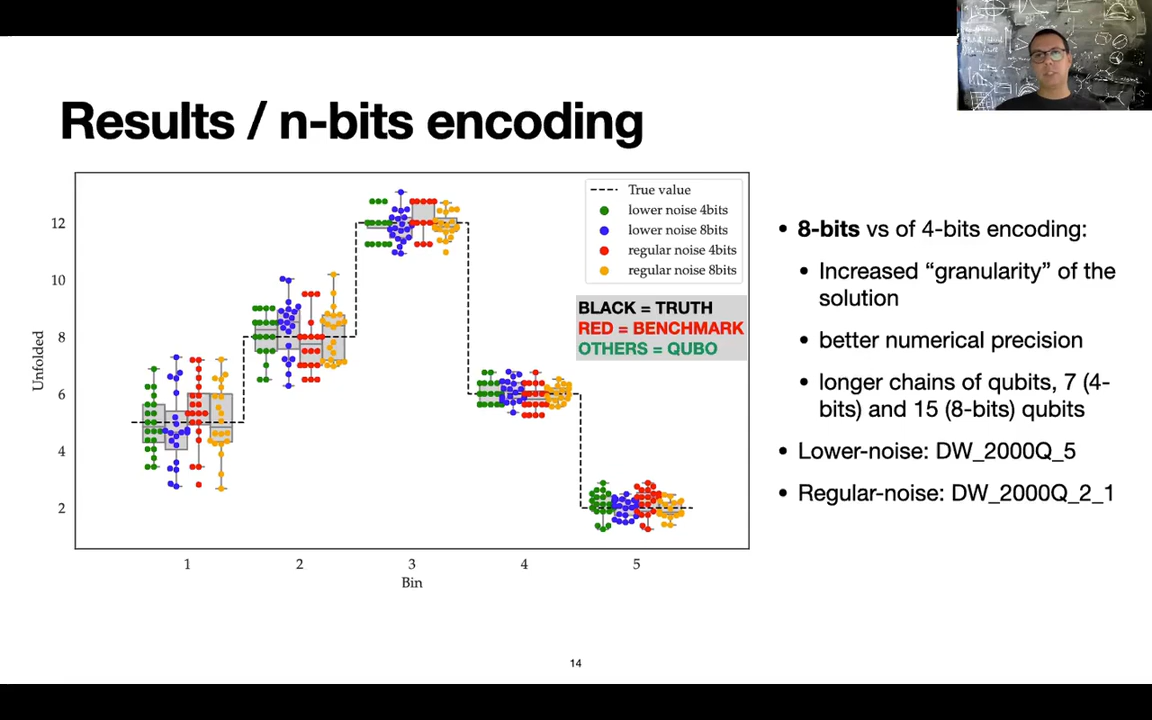 Results / n-bits encoding
Unfolded
12
10
8
6
4
2
1
2
3
4
5
Bin
True value
lower noise 4bits
lower noise 8bits
regular noise 4bits
regular noise 8bits
BLACK = TRUTH
RED = BENCHMARK
OTHERS = QUBO
• 8-bits vs of 4-bits encoding:
• Increased “granularity” of the
solution
• better numerical precision
• longer chains of qubits, 7 (4-
bits) and 15 (8-bits) qubits
• Lower-noise: DW_2000Q_5
• Regular-noise: DW_2000Q_2_1
14